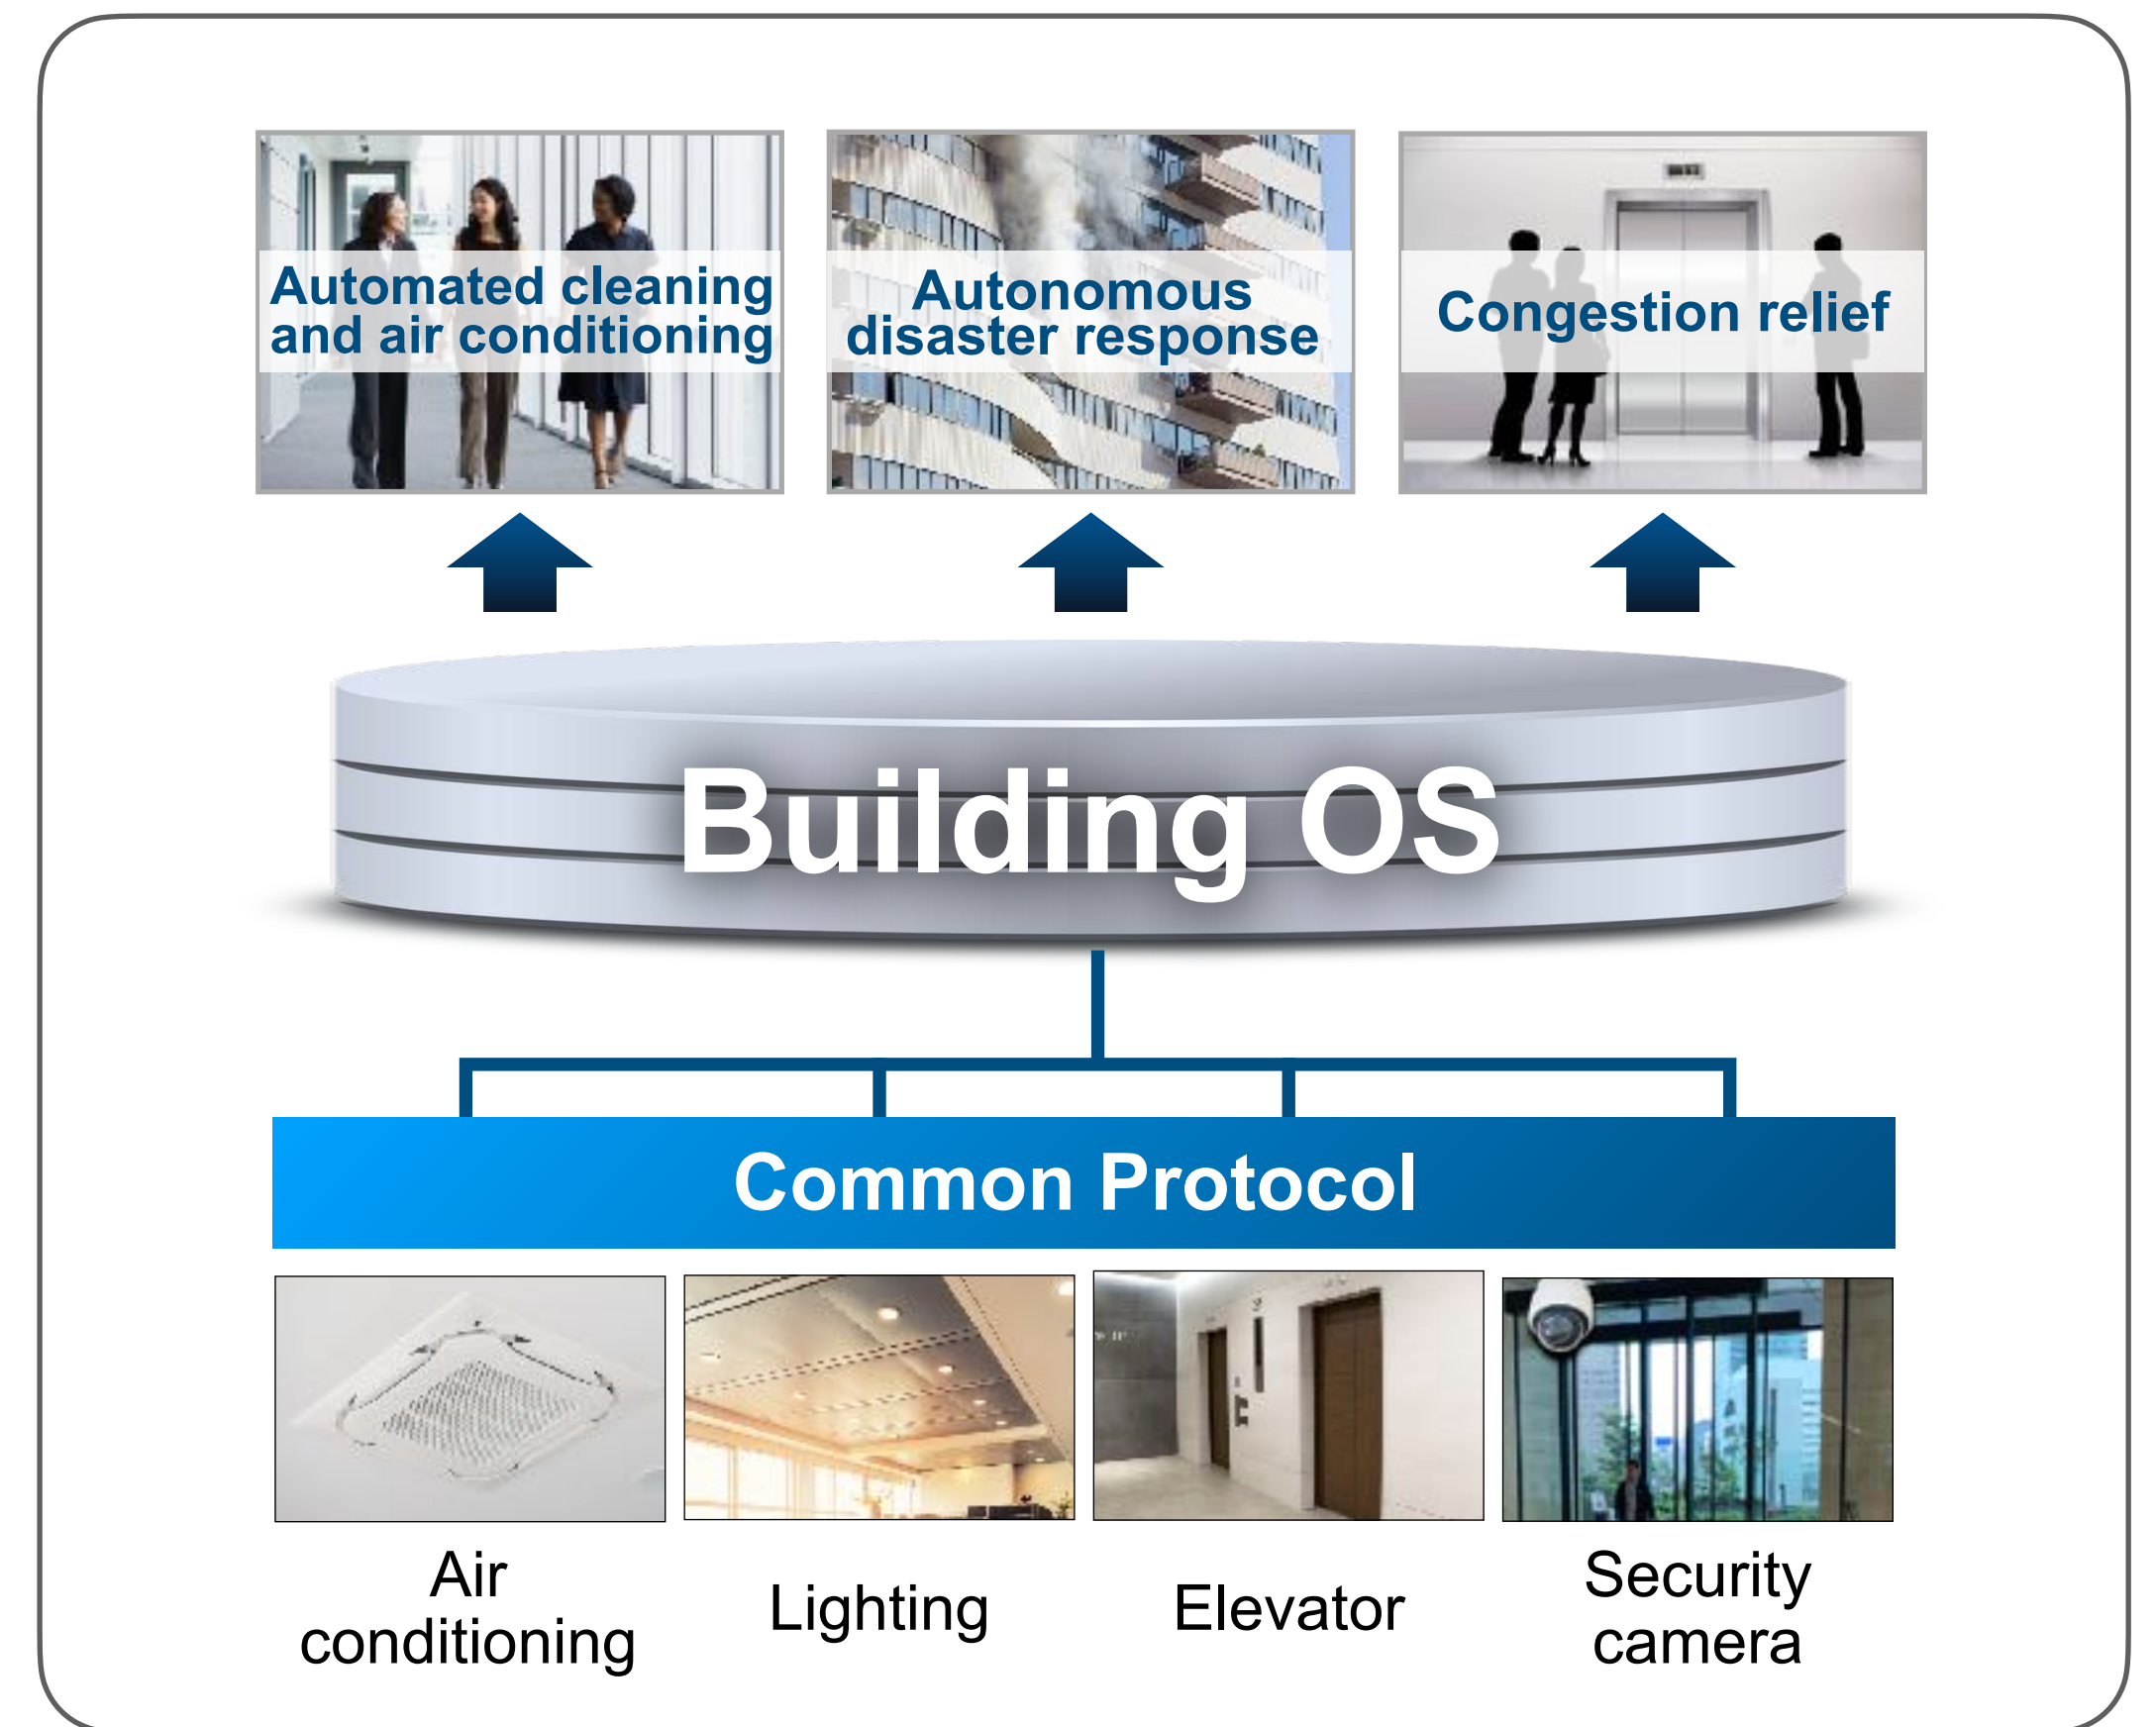 Automated cleaning
and air conditioning
Autonomous
disaster response
Congestion relief
Building OS
Common Protocol
Air
conditioning
Lighting
Elevator
Security
camera